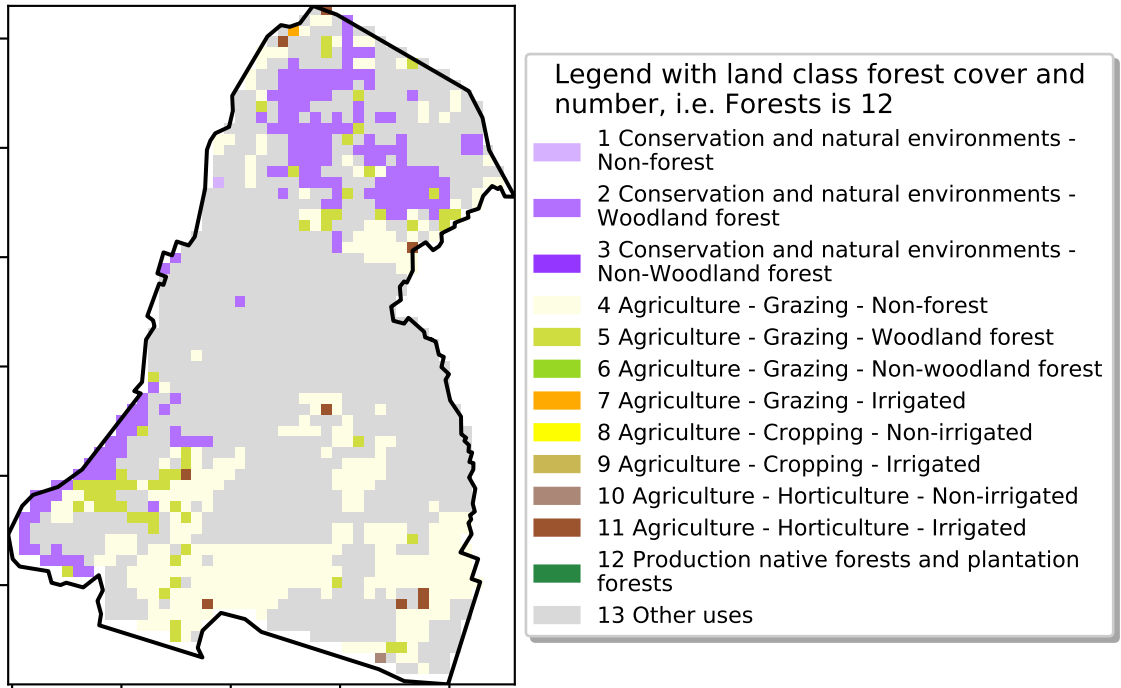 Legend with land class forest cover and
number, i.e. Forests is 12
1 Conservation and natural environments -
Non-forest
2 Conservation and natural environments -
Woodland forest
3 Conservation and natural environments -
Non-Woodland forest
4 Agriculture - Grazing - Non-forest
5 Agriculture - Grazing - Woodland forest
6 Agriculture - Grazing - Non-woodland forest
7 Agriculture - Grazing - Irrigated
8 Agriculture - Cropping - Non-irrigated
9 Agriculture - Cropping - Irrigated
10 Agriculture - Horticulture - Non-irrigated
11 Agriculture - Horticulture - Irrigated
12 Production native forests and plantation
forests
13 Other uses